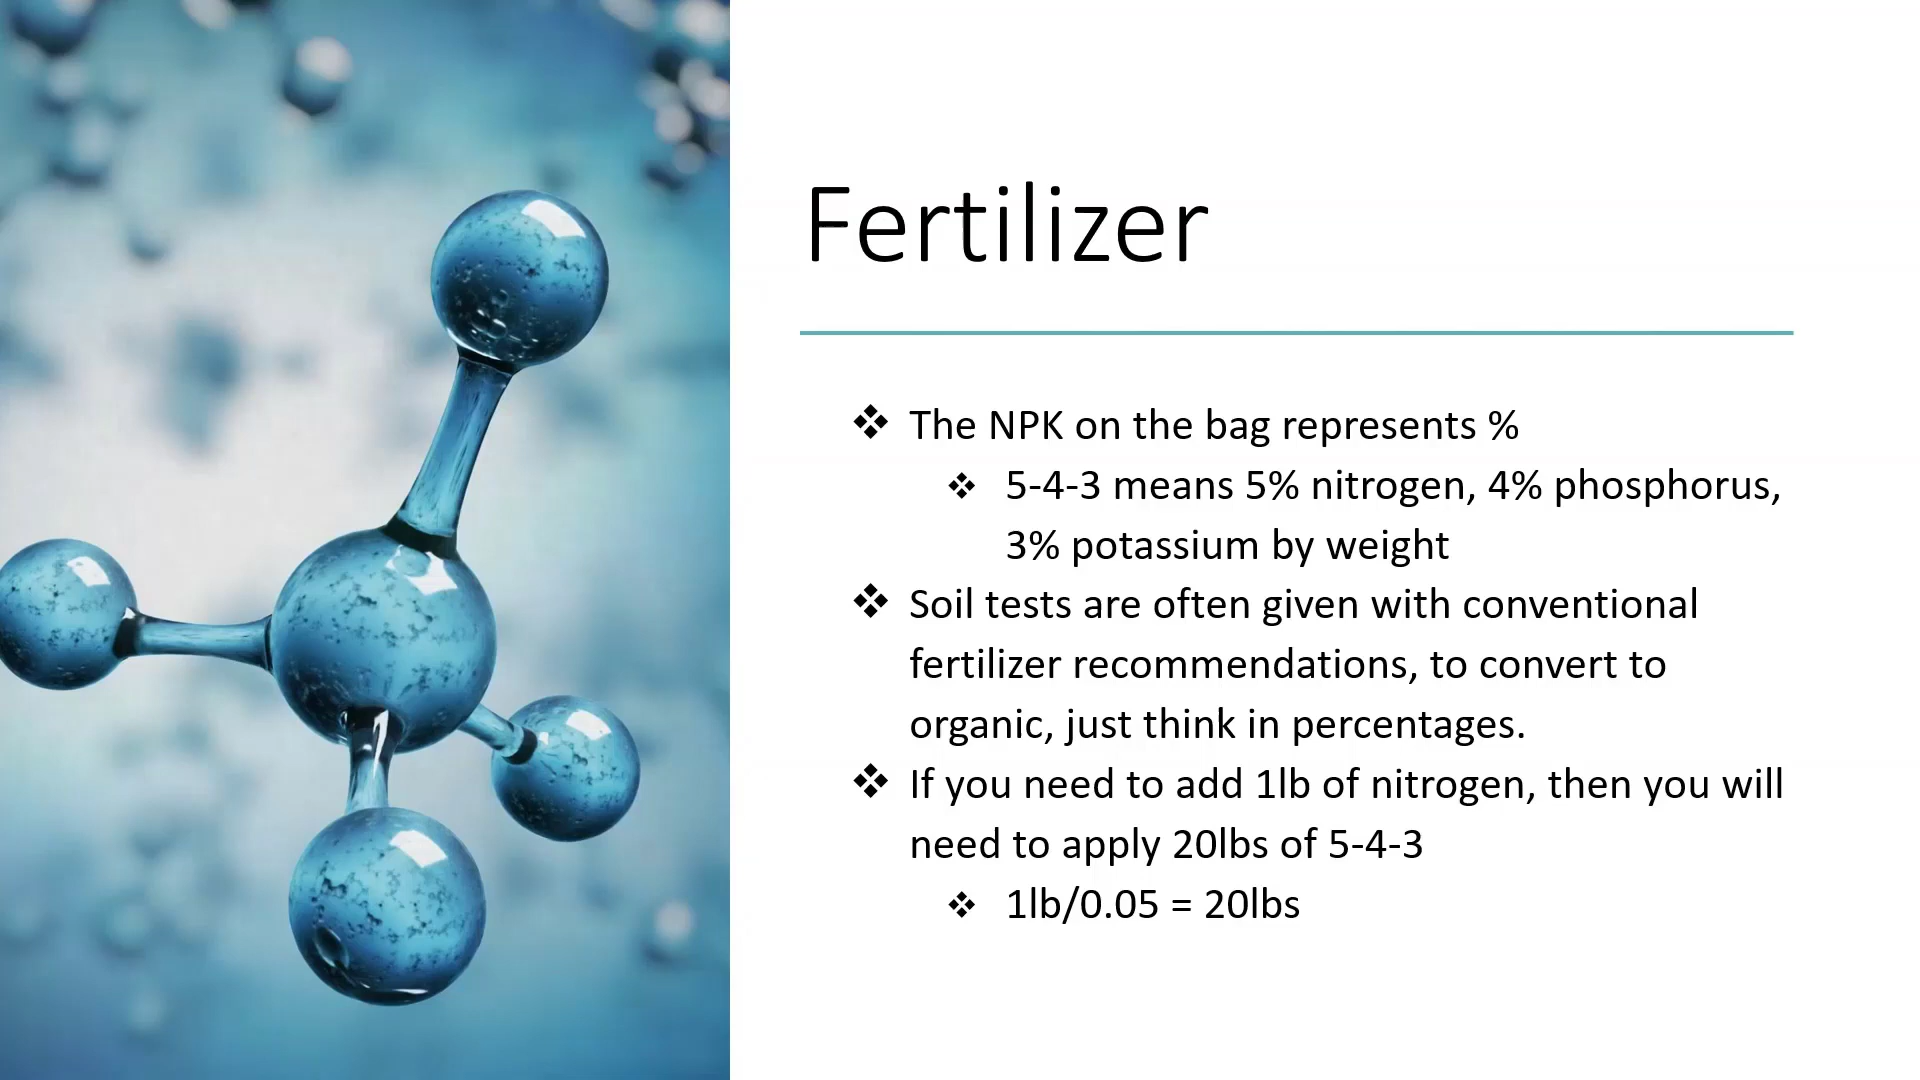 Fertilizer
❖ The NPK on the bag represents %
❖ 5-4-3 means 5% nitrogen, 4% phosphorus,
3% potassium by weight
❖ Soil tests are often given with conventional
fertilizer recommendations, to convert to
organic, just think in percentages.
❖ If you need to add 1lb of nitrogen, then you will
need to apply 20lbs of 5-4-3
❖ 1lb/0.05 = 20lbs